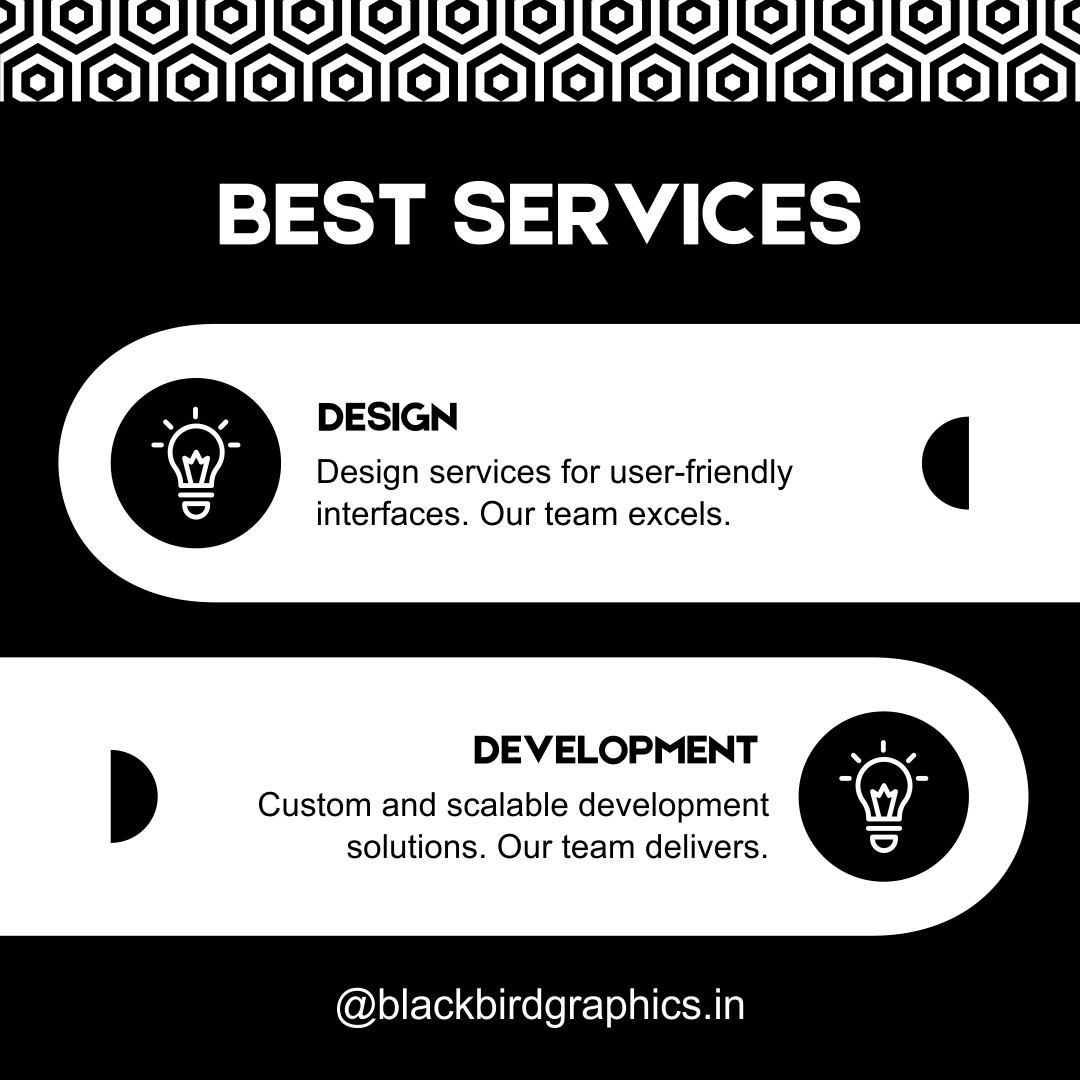 BEST SERVICES
DESIGN
Design services for user-friendly
interfaces. Our team excels.
DEVELOPMENT
Custom and scalable development
solutions. Our team delivers.
@blackbirdgraphics.in